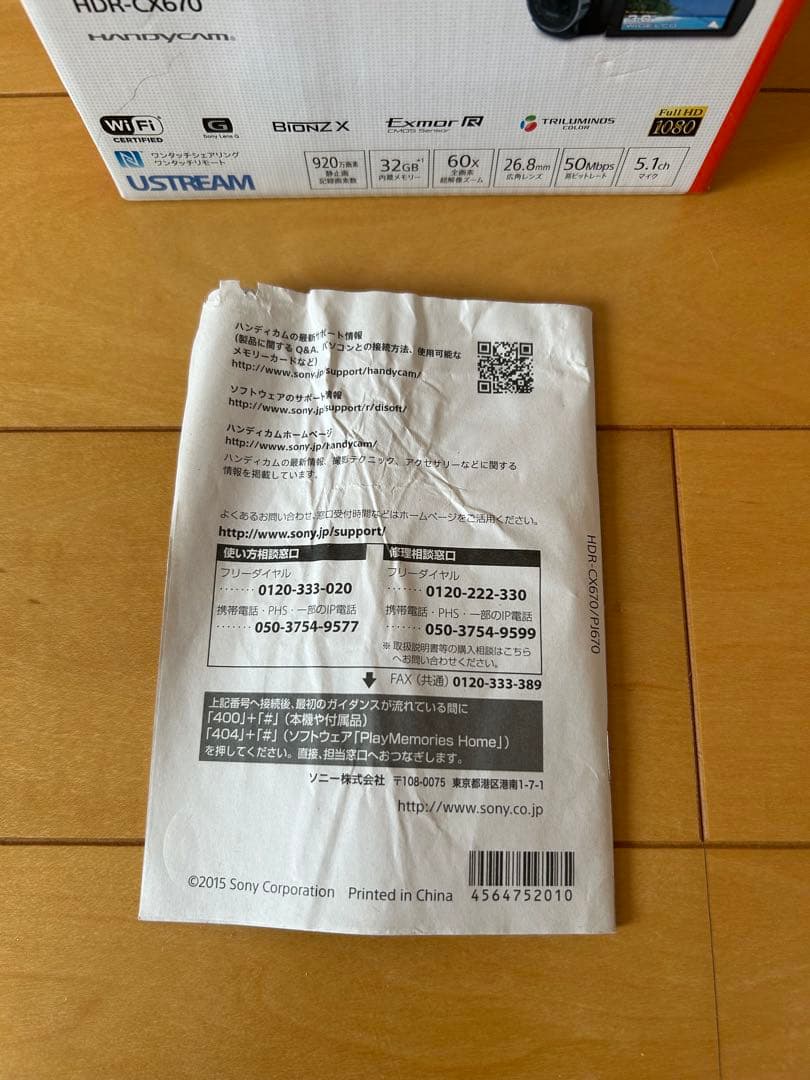 HDR-CX670
HANDYCAM®
Wi Fi
CERTIFIED
G
Sony Lens G
BIONZ X
Exmor R
CMOS Sensor
TRILUMINOS
COLOR
Full HD
1080
N
ワンタッチシェアリング
ワンタッチリモート
USTREAM
920万画素
静止画
記録画素数
32GB*1
内蔵メモリー
60x
全画素
超解像ズーム
26.8mm
広角レンズ
50Mbps
高ビットレート
5.1ch
マイク
ハンディカムの最新サポート情報
(製品に関する Q&A、パソコンとの接続方法、使用可能な
メモリーカードなど)
http://www.sony.jp/support/handycam/
ソフトウェアのサポート情報
http://www.sony.jp/support/r/disoft/
ハンディカムホームページ
http://www.sony.jp/handycam/
ハンディカムの最新情報、撮影テクニック、アクセサリーなどに関する
情報を掲載しています。
よくあるお問い合わせ、窓口受付時間などはホームページをご活用ください。
http://www.sony.jp/support/
使い方相談窓口
フリーダイヤル
······· 0120-333-020
携帯電話・PHS・一部のIP電話
······· 050-3754-9577
修理相談窓口
フリーダイヤル
······· 0120-222-330
携帯電話・PHS・一部のIP電話
······· 050-3754-9599
※ 取扱説明書等の購入相談はこちら
へお問い合わせください。
FAX (共通) 0120-333-389
上記番号へ接続後、最初のガイダンスが流れている間に
「400」+「#」(本機や付属品)
「404」+「#」(ソフトウェア「PlayMemories Home」)
を押してください。直接、担当窓口へおつなぎします。
ソニー株式会社 〒108-0075 東京都港区港南1-7-1
http://www.sony.co.jp
©2015 Sony Corporation Printed in China
4564752010
HDR-CX670/PJ670